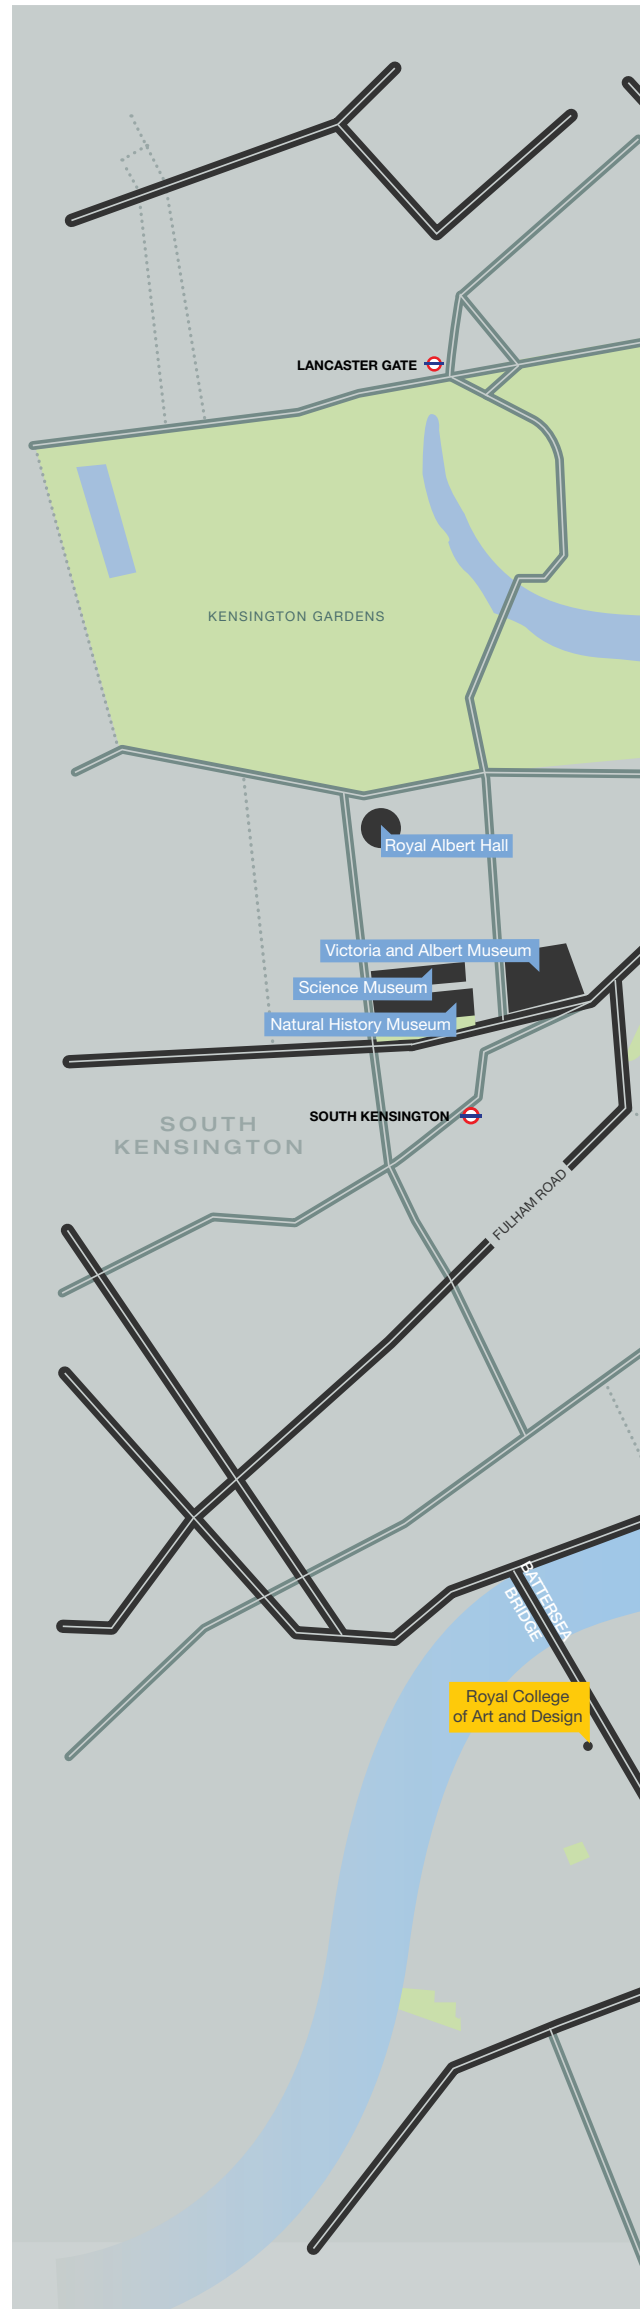 LANCASTER GATE
KENSINGTON GARDENS
Royal Albert Hall
Victoria and Albert Museum
Science Museum
Natural History Museum
SOUTH
KENSINGTON
SOUTH KENSINGTON
FULHAM ROAD
BATTERSEA
BRIDGE
Royal College
of Art and Design